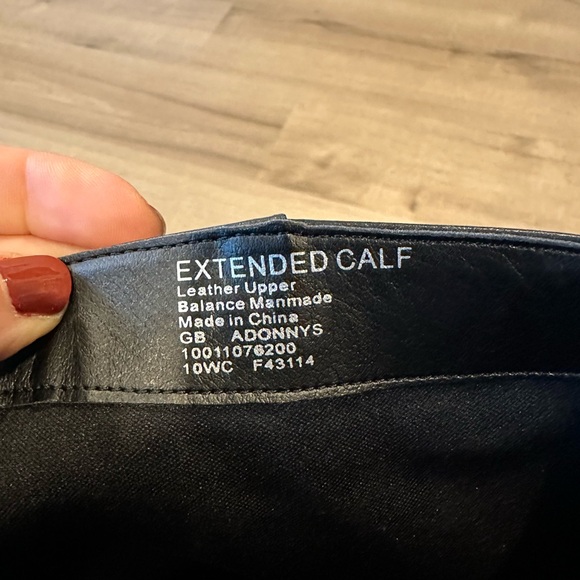 EXTENDED CALF
Leather Upper
Balance Manmade
Made in China
GB ADONNYS
10011076200
10WC F43114